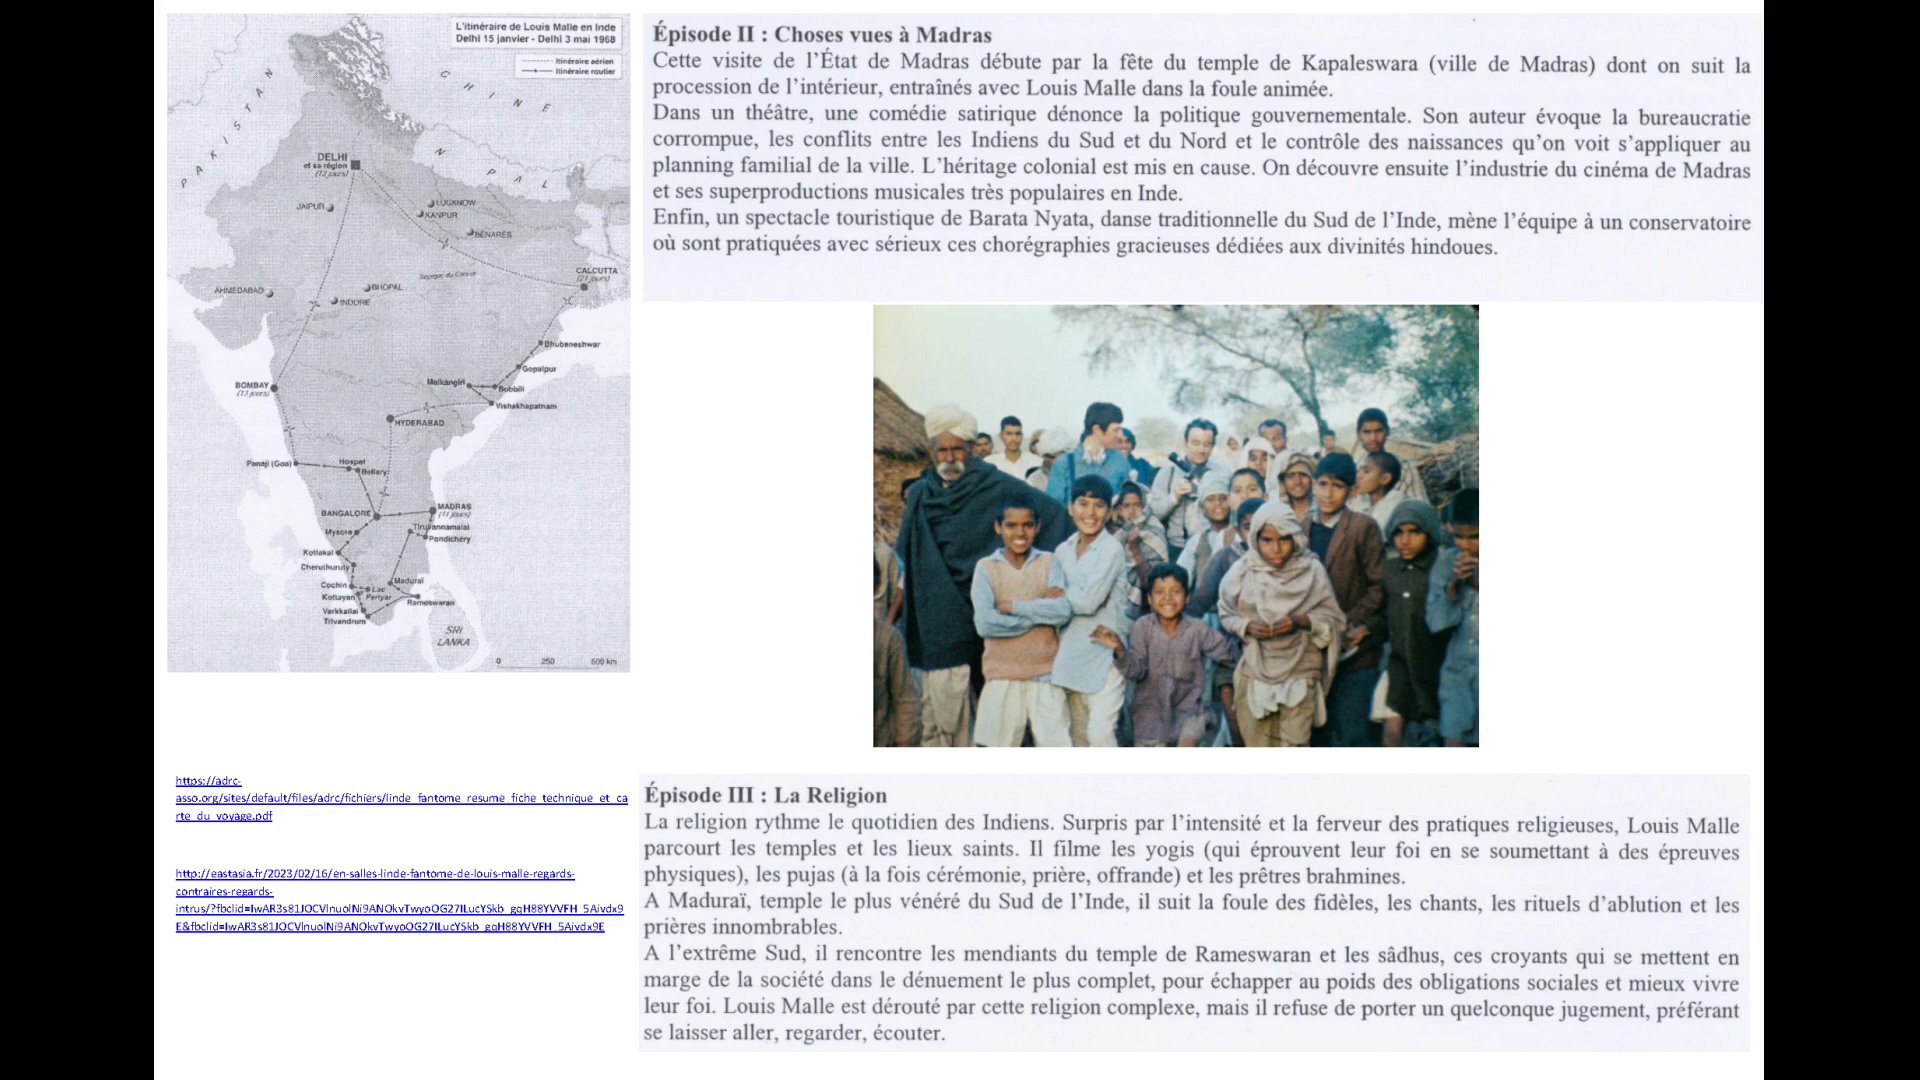 L'itinéraire de Louis Malle en Inde
Delhi 15 janvier - Delhi 3 mai 1968
Itinéraire aérien
Itinéraire routier
PAKISTAN
CHINE
NÉPAL
DELHI
et sa région
(13 jours)
JAIPUR
LUCKNOW
KANPUR
BÉNARÈS
Tropique du Cancer
CALCUTTA
(21 jours)
AHMEDABAD
BHOPAL
INDORE
Bhubaneshwar
Gopalpur
BOMBAY
(13 jours)
Malkangiri
Bobbili
Vishakhapatnam
HYDERABAD
Panaji (Goa)
Hospet
Bellary
BANGALORE
MADRAS
(11 jours)
Mysore
Tiruvannamalai
Pondichéry
Kottakal
Cheruthuruty
Cochin
Lac
Periyar
Madurai
Kottayan
Rameswaran
Varkkallai
Trivandrum
SRI
LANKA
0 250 500 km
Épisode II : Choses vues à Madras
Cette visite de l'État de Madras débute par la fête du temple de Kapaleswara (ville de Madras) dont on suit la
procession de l'intérieur, entraînés avec Louis Malle dans la foule animée.
Dans un théâtre, une comédie satirique dénonce la politique gouvernementale. Son auteur évoque la bureaucratie
corrompue, les conflits entre les Indiens du Sud et du Nord et le contrôle des naissances qu'on voit s'appliquer au
planning familial de la ville. L'héritage colonial est mis en cause. On découvre ensuite l'industrie du cinéma de Madras
et ses superproductions musicales très populaires en Inde.
Enfin, un spectacle touristique de Barata Nyata, danse traditionnelle du Sud de l'Inde, mène l'équipe à un conservatoire
où sont pratiquées avec sérieux ces chorégraphies gracieuses dédiées aux divinités hindoues.
https://adrc-
asso.org/sites/default/files/adrc/fichiers/linde_fantome_resume_fiche_technique_et_ca
rte_du_voyage.pdf
http://eastasia.fr/2023/02/16/en-salles-linde-fantome-de-louis-malle-regards-
contraires-regards-
Épisode III : La Religion
La religion rythme le quotidien des Indiens. Surpris par l'intensité et la ferveur des pratiques religieuses, Louis Malle
parcourt les temples et les lieux saints. Il filme les yogis (qui éprouvent leur foi en se soumettant à des épreuves
physiques), les pujas (à la fois cérémonie, prière, offrande) et les prêtres brahmines.
A Maduraï, temple le plus vénéré du Sud de l'Inde, il suit la foule des fidèles, les chants, les rituels d'ablution et les
prières innombrables.
A l'extrême Sud, il rencontre les mendiants du temple de Rameswaran et les sâdhus, ces croyants qui se mettent en
marge de la société dans le dénuement le plus complet, pour échapper au poids des obligations sociales et mieux vivre
leur foi. Louis Malle est dérouté par cette religion complexe, mais il refuse de porter un quelconque jugement, préférant
se laisser aller, regarder, écouter.